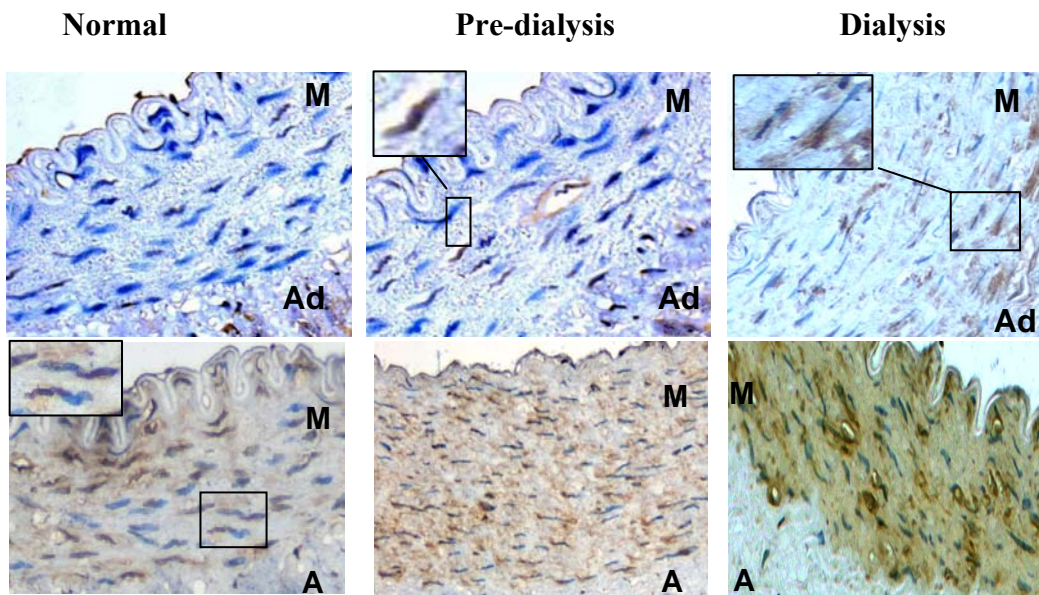 Normal Pre-dialysis Dialysis
M M M
Ad Ad Ad
M M M
A A A